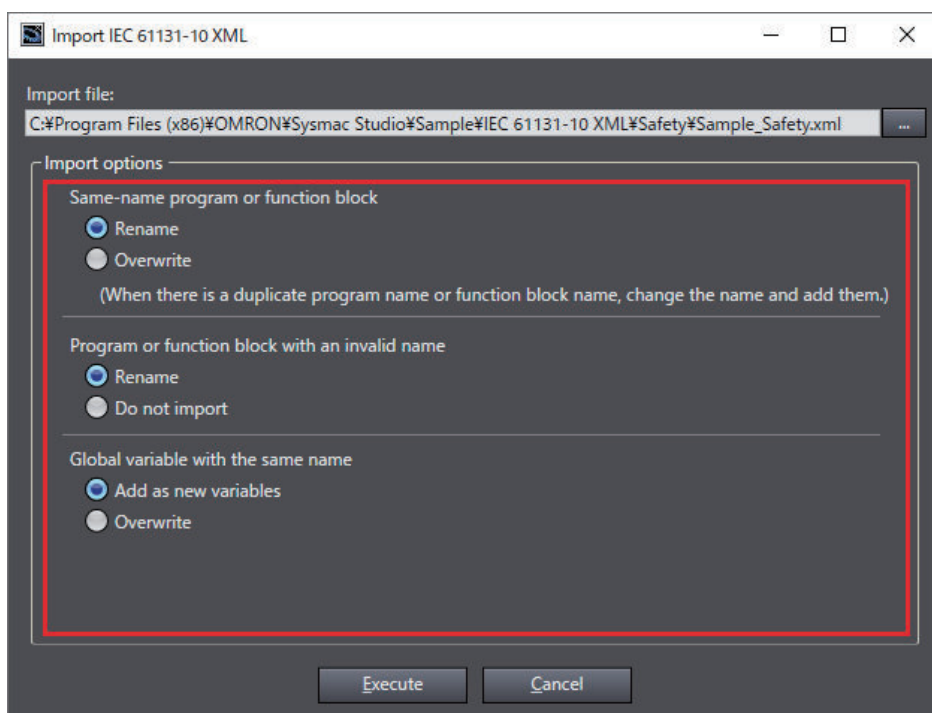 Import IEC 61131-10 XML
Import file:
C:¥Program Files (x86)¥OMRON¥Sysmac Studio¥Sample¥IEC 61131-10 XML¥Safety¥Sample_Safety.xml ...
Import options
Same-name program or function block
Rename
Overwrite
(When there is a duplicate program name or function block name, change the name and add them.)
Program or function block with an invalid name
Rename
Do not import
Global variable with the same name
Add as new variables
Overwrite
Execute Cancel